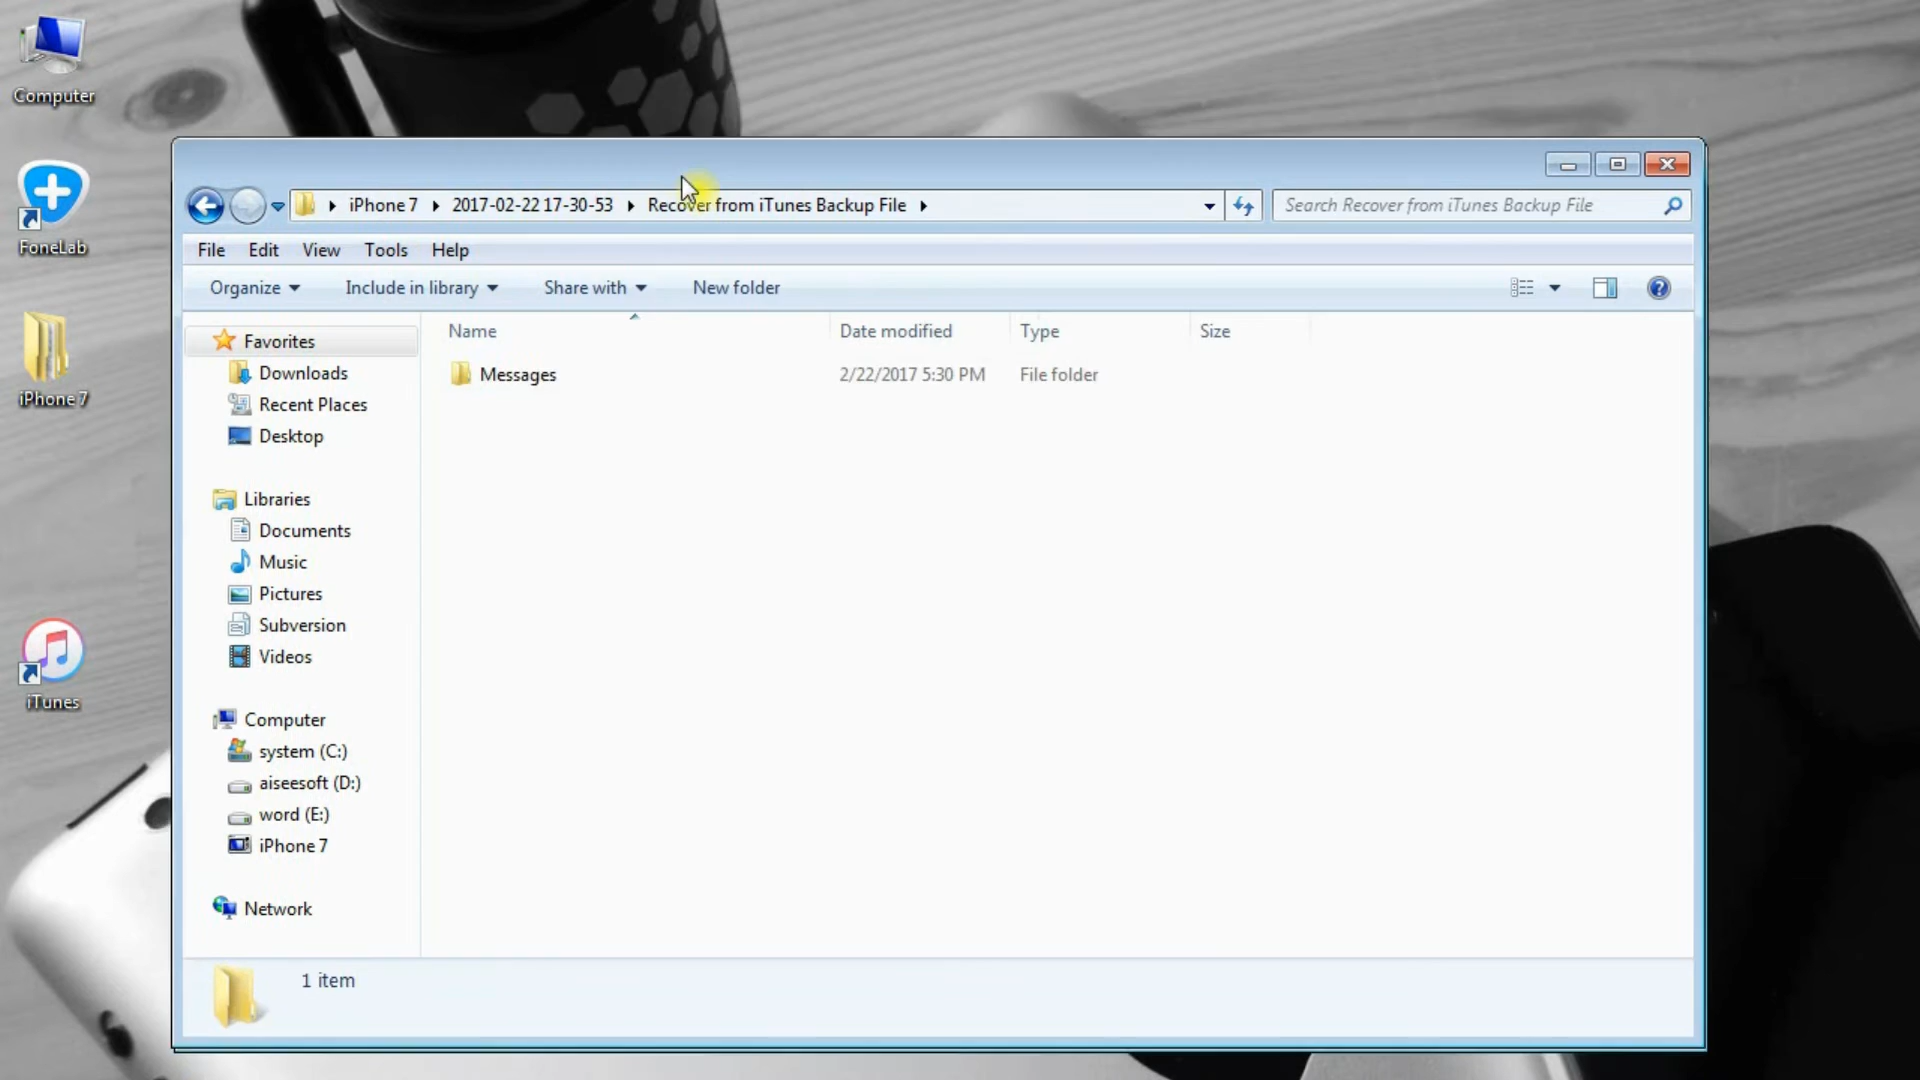 Computer
FoneLab
iPhone 7
iTunes
iPhone 7 2017-02-22 17-30-53 Recover from iTunes Backup File
Search Recover from iTunes Backup File
File Edit View Tools Help
Organize Include in library Share with New folder
Name Date modified Type Size
Messages 2/22/2017 5:30 PM File folder
Favorites
Downloads
Recent Places
Desktop
Libraries
Documents
Music
Pictures
Subversion
Videos
Computer
system (C:)
aiseesoft (D:)
word (E:)
iPhone 7
Network
1 item